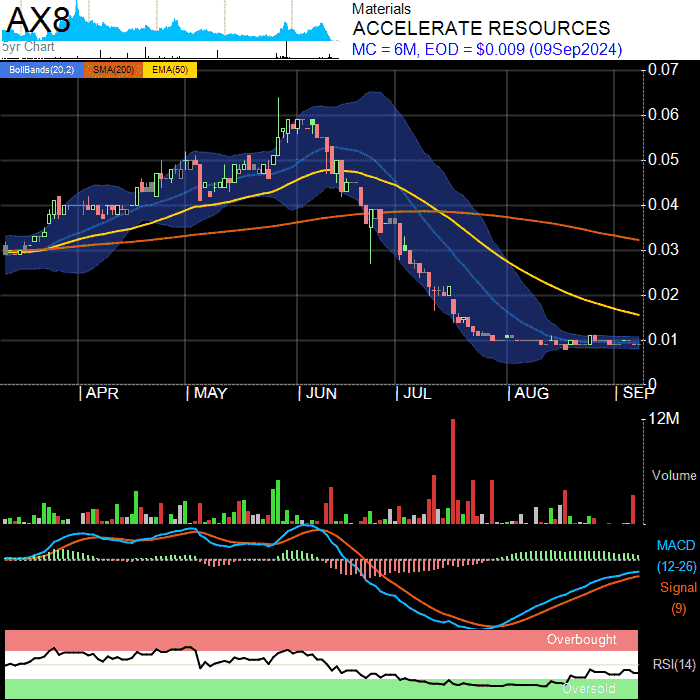 AX8
5yr Chart
Materials
ACCELERATE RESOURCES
MC = 6M, EOD = $0.009 (09Sep2024)
BollBands(20,2) SMA(200) EMA(50)
0.07
0.06
0.05
0.04
0.03
0.02
0.01
0
APR MAY JUN JUL AUG SEP
12M
Volume
MACD
(12-26)
Signal
(9)
Overbought
RSI(14)
Oversold